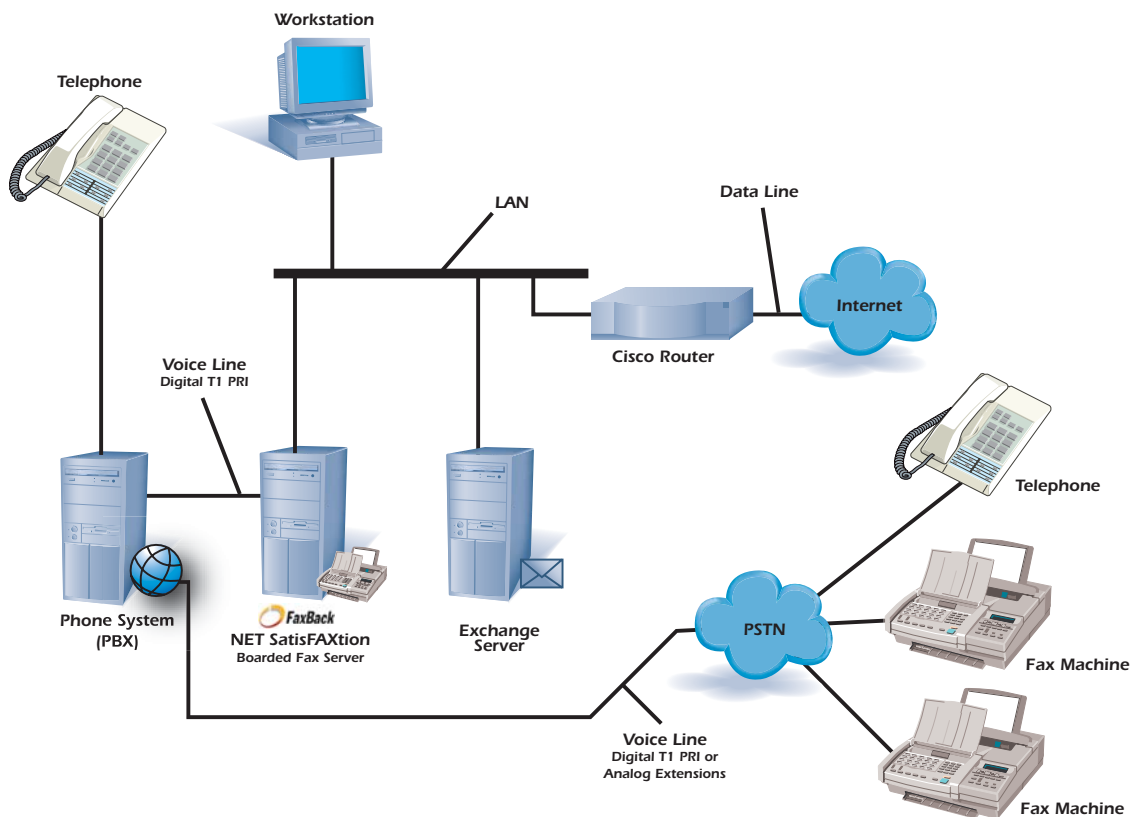 Workstation
Telephone
LAN
Data Line
Internet
Cisco Router
Voice Line
Digital T1 PRI
Telephone
Phone System
(PBX)
FaxBack
NET SatisFAXtion
Boarded Fax Server
Exchange
Server
PSTN
Fax Machine
Voice Line
Digital T1 PRI or
Analog Extensions
Fax Machine